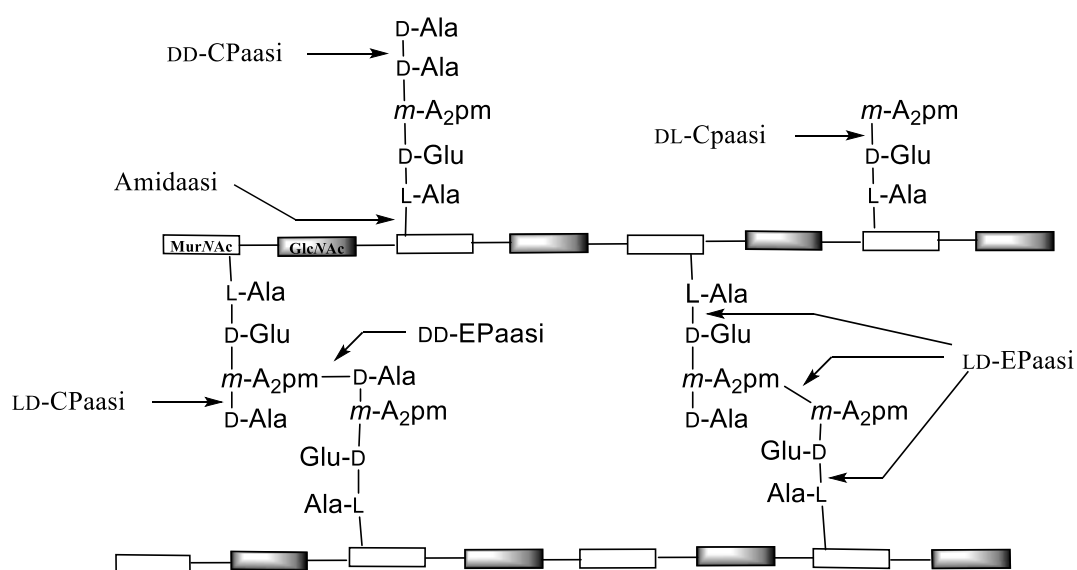 D-Ala
DD-CPaasi
D-Ala
m-A2pm
m-A2pm
DL-Cpaasi
D-Glu
D-Glu
Amidaasi
L-Ala
L-Ala
MurNAc
GlcNAc
L-Ala
L-Ala
D-Glu
DD-EPaasi
D-Glu
LD-EPaasi
m-A2pm
D-Ala
m-A2pm
LD-CPaasi
D-Ala
m-A2pm
D-Ala
m-A2pm
Glu-D
Glu-D
Ala-L
Ala-L